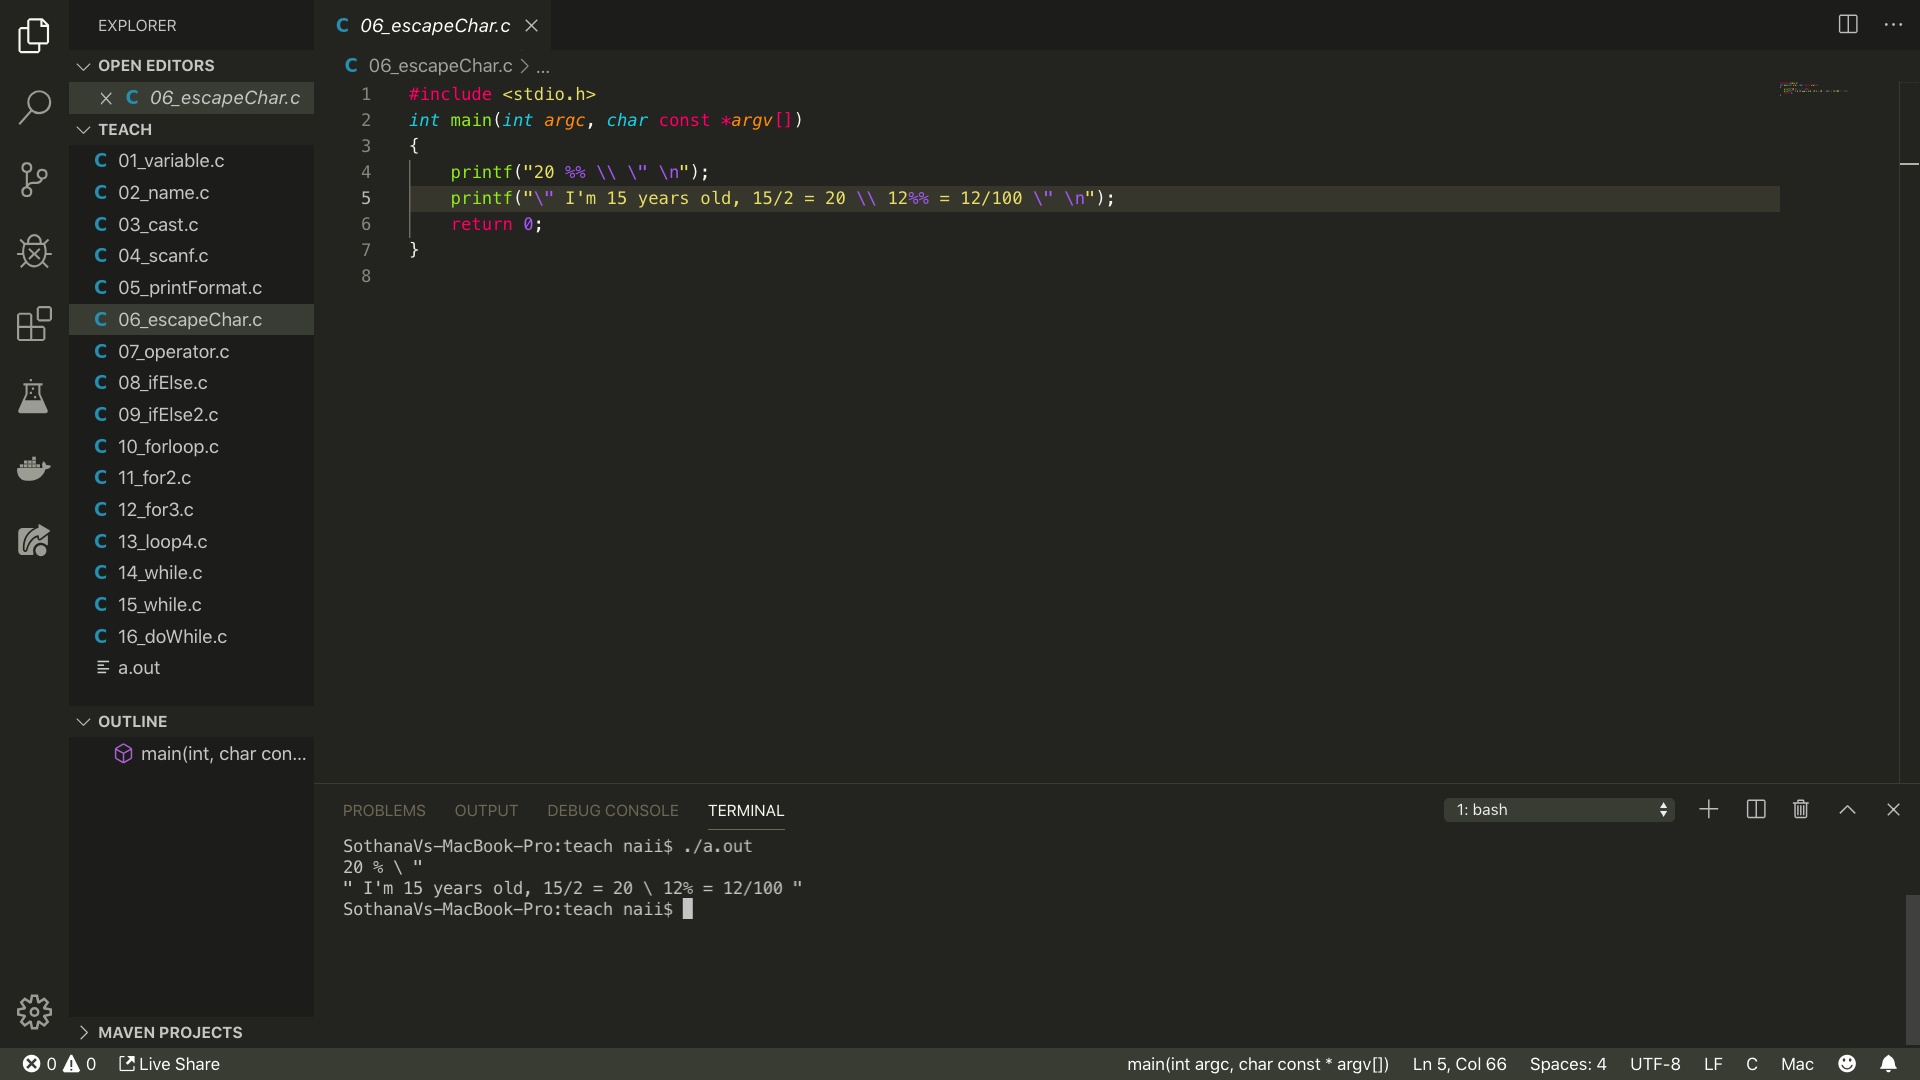 EXPLORER
OPEN EDITORS
C 06_escapeChar.c
TEACH
C 01_variable.c
C 02_name.c
C 03_cast.c
C 04_scanf.c
C 05_printFormat.c
C 06_escapeChar.c
C 07_operator.c
C 08_ifElse.c
C 09_ifElse2.c
C 10_forloop.c
C 11_for2.c
C 12_for3.c
C 13_loop4.c
C 14_while.c
C 15_while.c
C 16_doWhile.c
a.out
OUTLINE
main(int, char con...
MAVEN PROJECTS
C 06_escapeChar.c
C 06_escapeChar.c > ...
1 #include <stdio.h>
2 int main(int argc, char const *argv[])
3 {
4     printf("20 %% \\ \" \n");
5     printf("\" I'm 15 years old, 15/2 = 20 \\ 12%% = 12/100 \" \n");
6     return 0;
7 }
8
PROBLEMS OUTPUT DEBUG CONSOLE TERMINAL 1: bash
SothanaVs-MacBook-Pro:teach naii$ ./a.out
20 % \ "
" I'm 15 years old, 15/2 = 20 \ 12% = 12/100 "
SothanaVs-MacBook-Pro:teach naii$
0 0 Live Share main(int argc, char const * argv[]) Ln 5, Col 66 Spaces: 4 UTF-8 LF C Mac